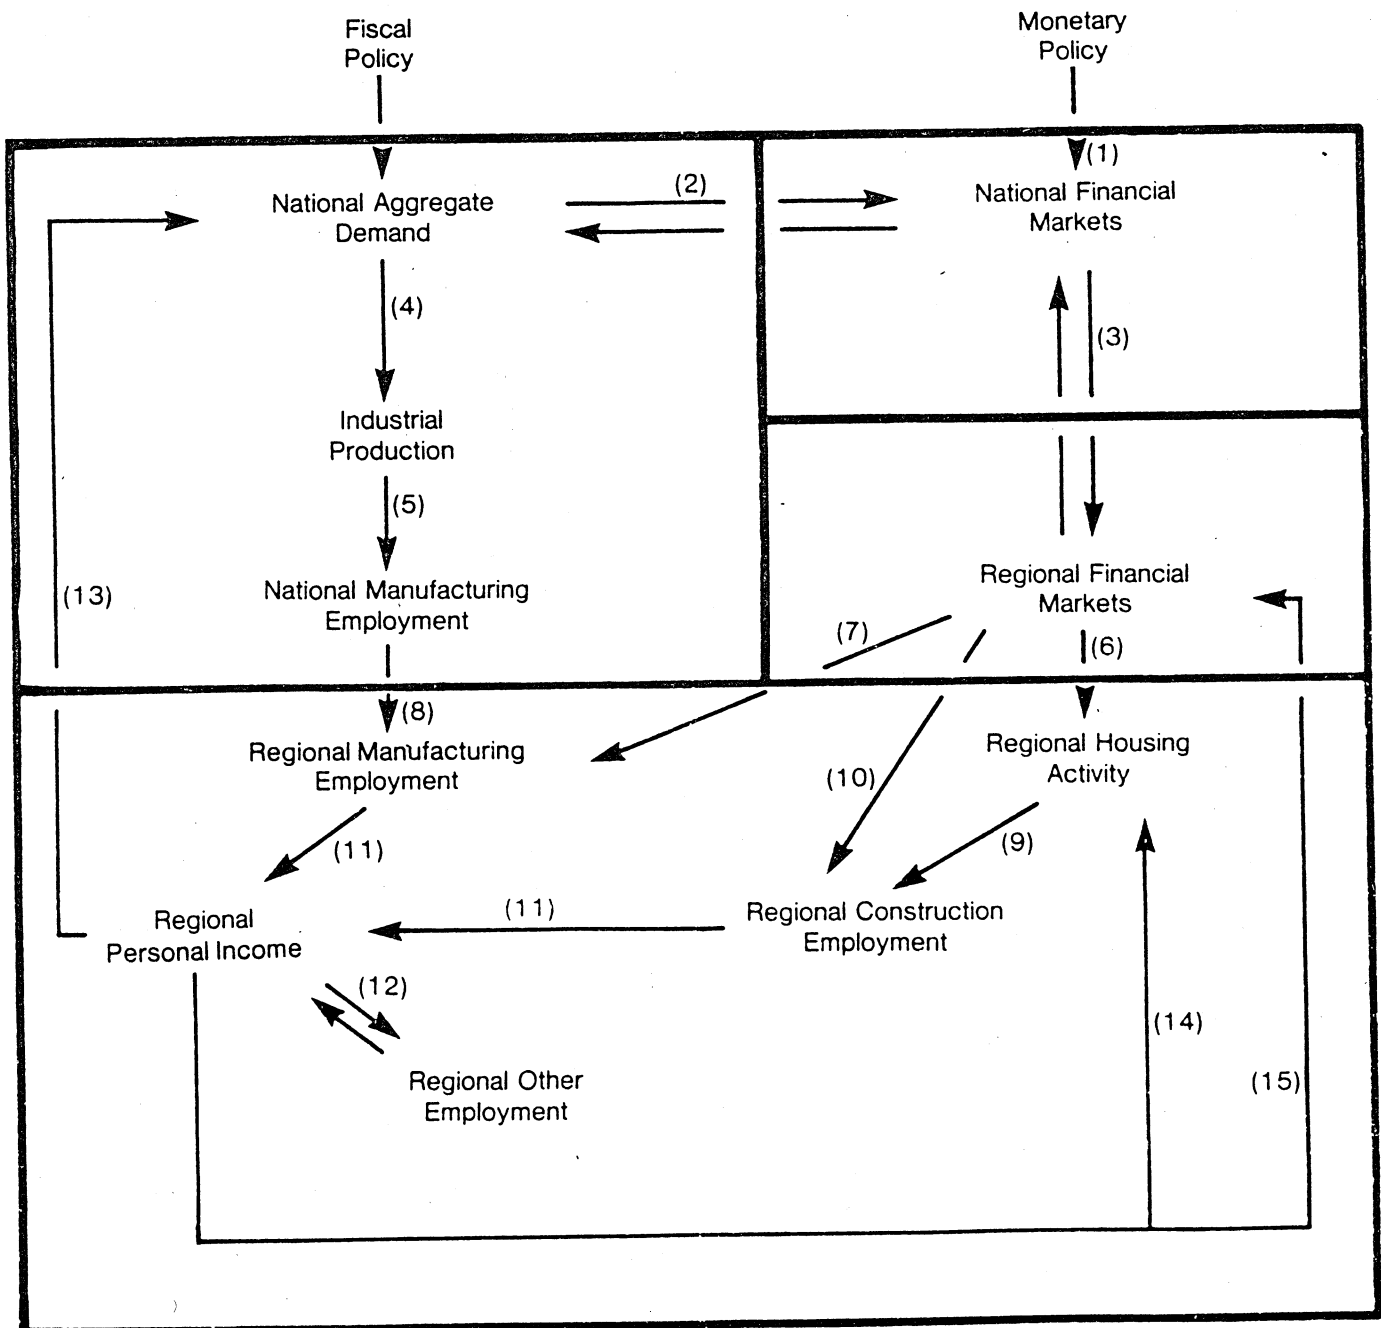 Fiscal
Policy
Monetary
Policy
(1)
National Aggregate
Demand
(2)
National Financial
Markets
(4)
(3)
Industrial
Production
(5)
National Manufacturing
Employment
(13)
Regional Financial
Markets
(7)
(6)
(8)
Regional Manufacturing
Employment
Regional Housing
Activity
(10)
(11)
(9)
Regional
Personal Income
(11)
Regional Construction
Employment
(12)
(14)
Regional Other
Employment
(15)